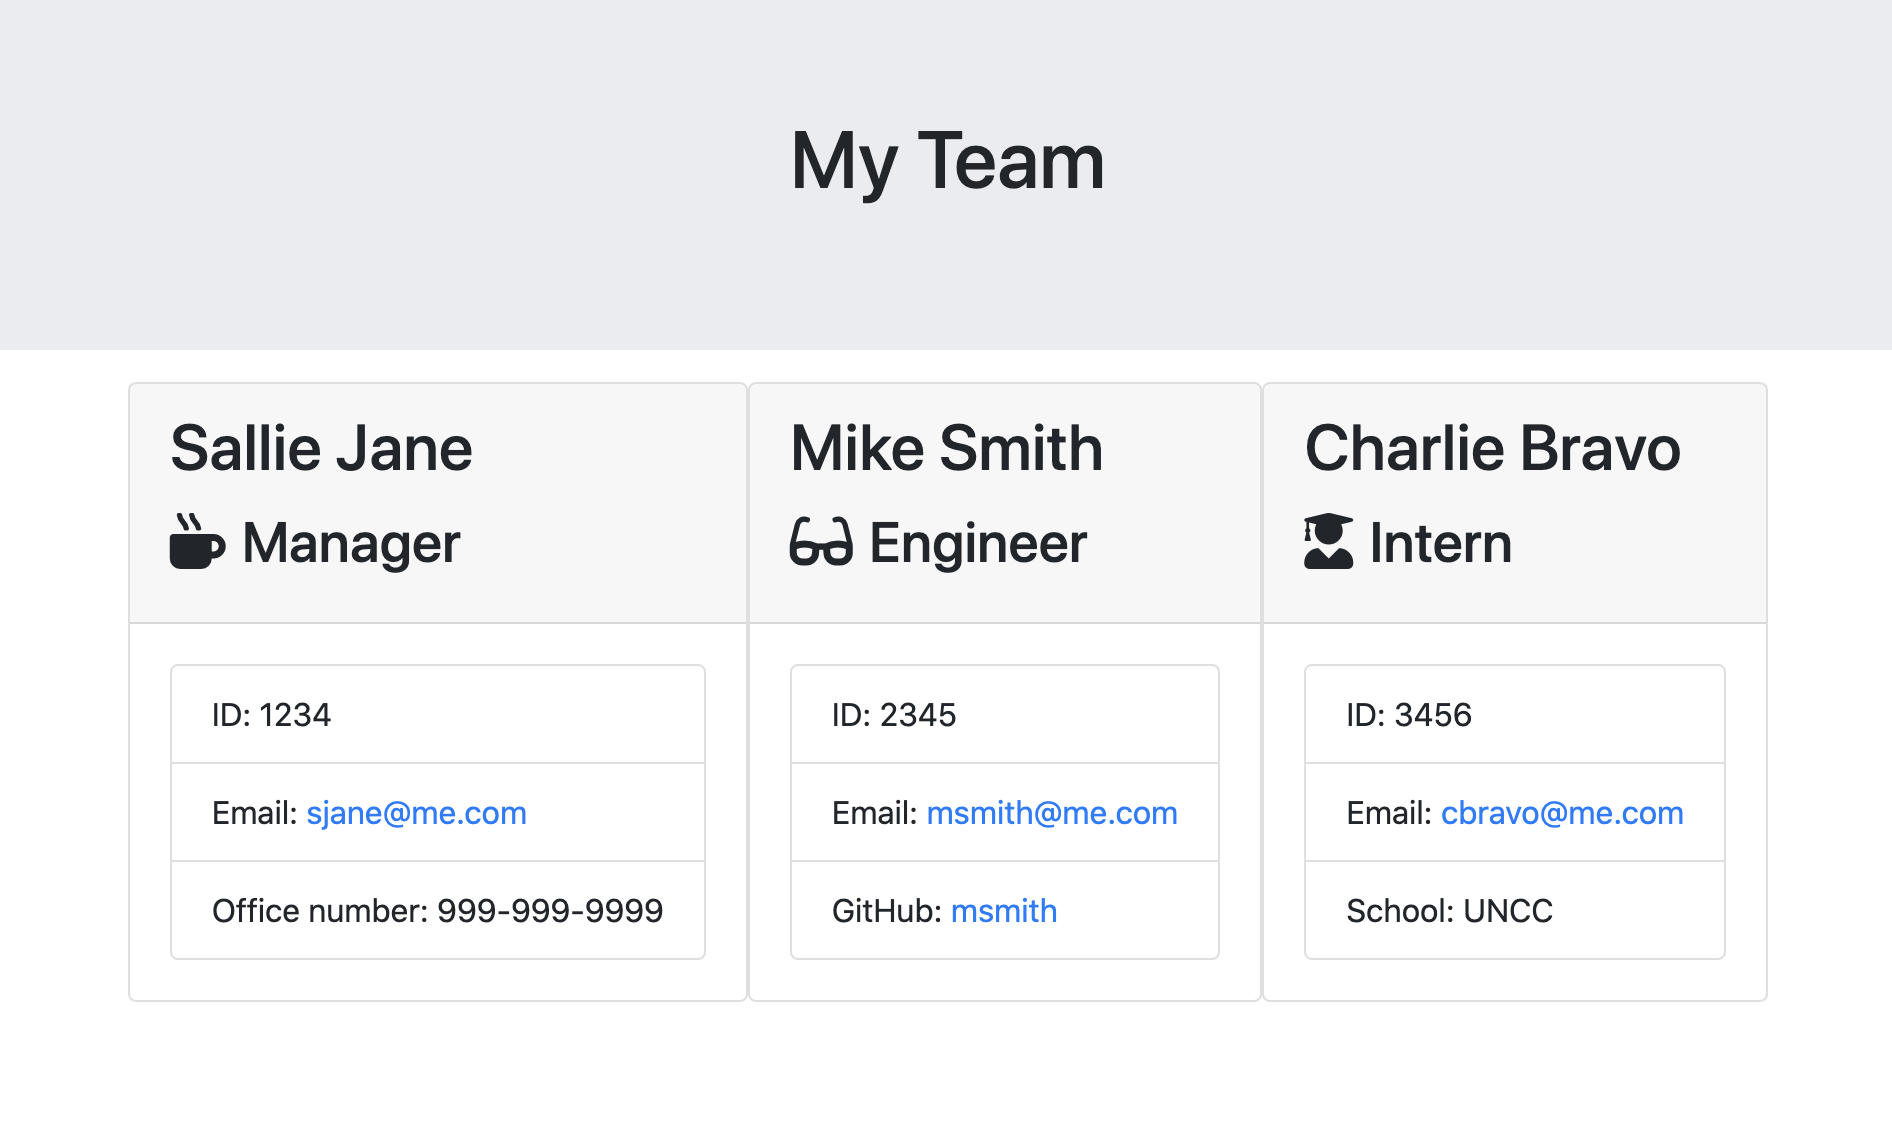 My Team
Sallie Jane
Manager
ID: 1234
Email: sjane@me.com
Office number: 999-999-9999
Mike Smith
Engineer
ID: 2345
Email: msmith@me.com
GitHub: msmith
Charlie Bravo
Intern
ID: 3456
Email: cbravo@me.com
School: UNCC